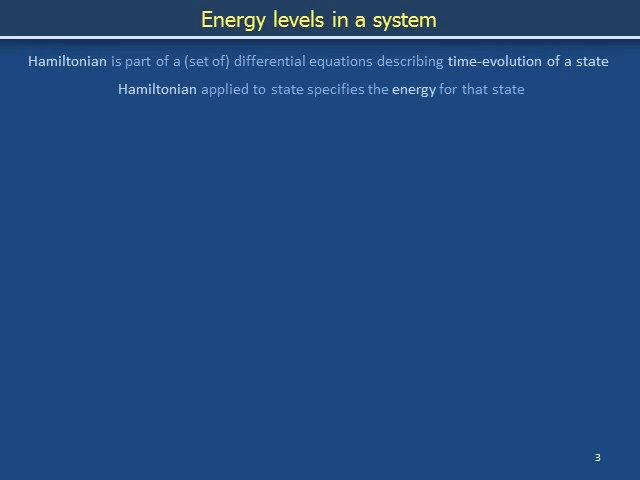 Energy levels in a system
Hamiltonian is part of a (set of) differential equations describing time-evolution of a state
Hamiltonian applied to state specifies the energy for that state
3